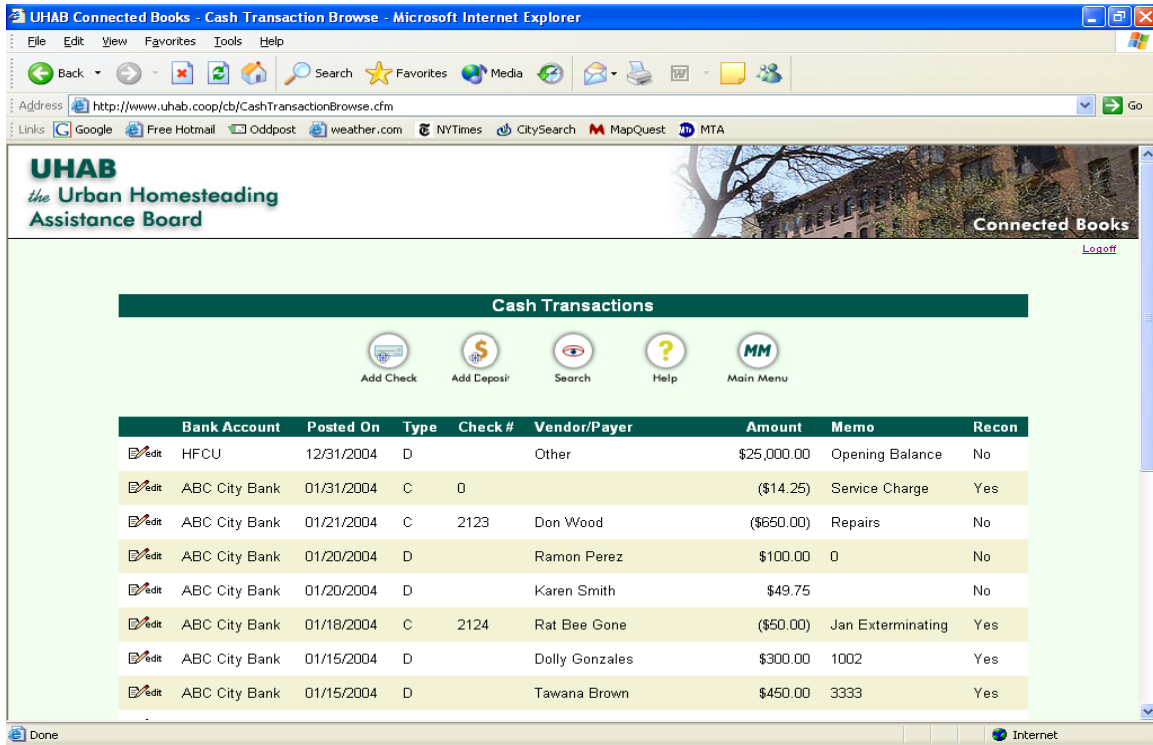 UHAB Connected Books - Cash Transaction Browse - Microsoft Internet Explorer
File Edit View Favorites Tools Help
Back Search Favorites Media
Address http://www.uhab.coop/cb/CashTransactionBrowse.cfm Go
Links Google Free Hotmail Oddpost weather.com NYTimes CitySearch MapQuest MTA
UHAB
the Urban Homesteading
Assistance Board
Connected Books
Logoff
Cash Transactions
Add Check Add Deposit Search Help Main Menu
Bank Account Posted On Type Check # Vendor/Payer Amount Memo Recon
edit HFCU 12/31/2004 D Other $25,000.00 Opening Balance No
edit ABC City Bank 01/31/2004 C 0 ($14.25) Service Charge Yes
edit ABC City Bank 01/21/2004 C 2123 Don Wood ($650.00) Repairs No
edit ABC City Bank 01/20/2004 D Ramon Perez $100.00 0 No
edit ABC City Bank 01/20/2004 D Karen Smith $49.75 No
edit ABC City Bank 01/18/2004 C 2124 Rat Bee Gone ($50.00) Jan Exterminating Yes
edit ABC City Bank 01/15/2004 D Dolly Gonzales $300.00 1002 Yes
edit ABC City Bank 01/15/2004 D Tawana Brown $450.00 3333 Yes
Done Internet